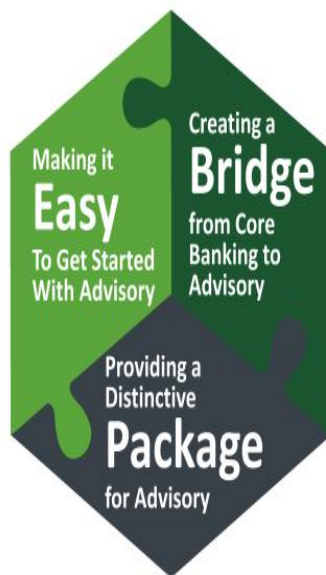 Making it
Easy
To Get Started
With Advisory
Creating a
Bridge
from Core
Banking to
Advisory
Providing a
Distinctive
Package
for Advisory